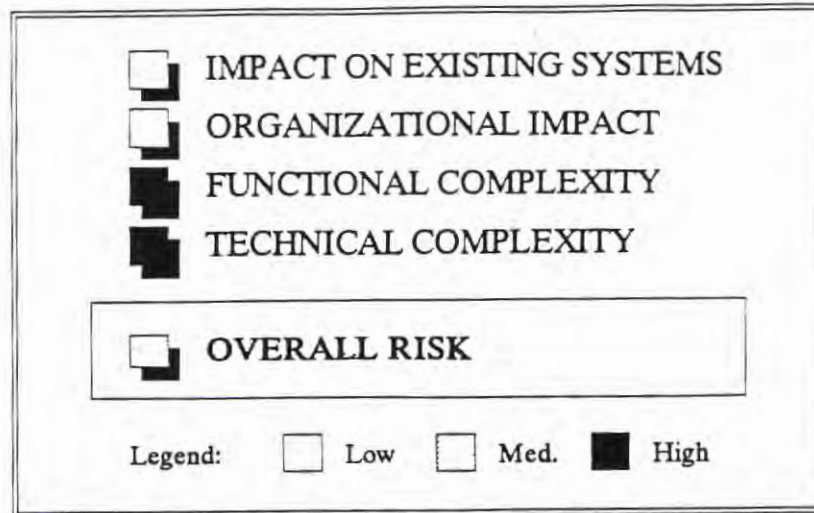 IMPACT ON EXISTING SYSTEMS
ORGANIZATIONAL IMPACT
FUNCTIONAL COMPLEXITY
TECHNICAL COMPLEXITY
OVERALL RISK
Legend: Low Med. High